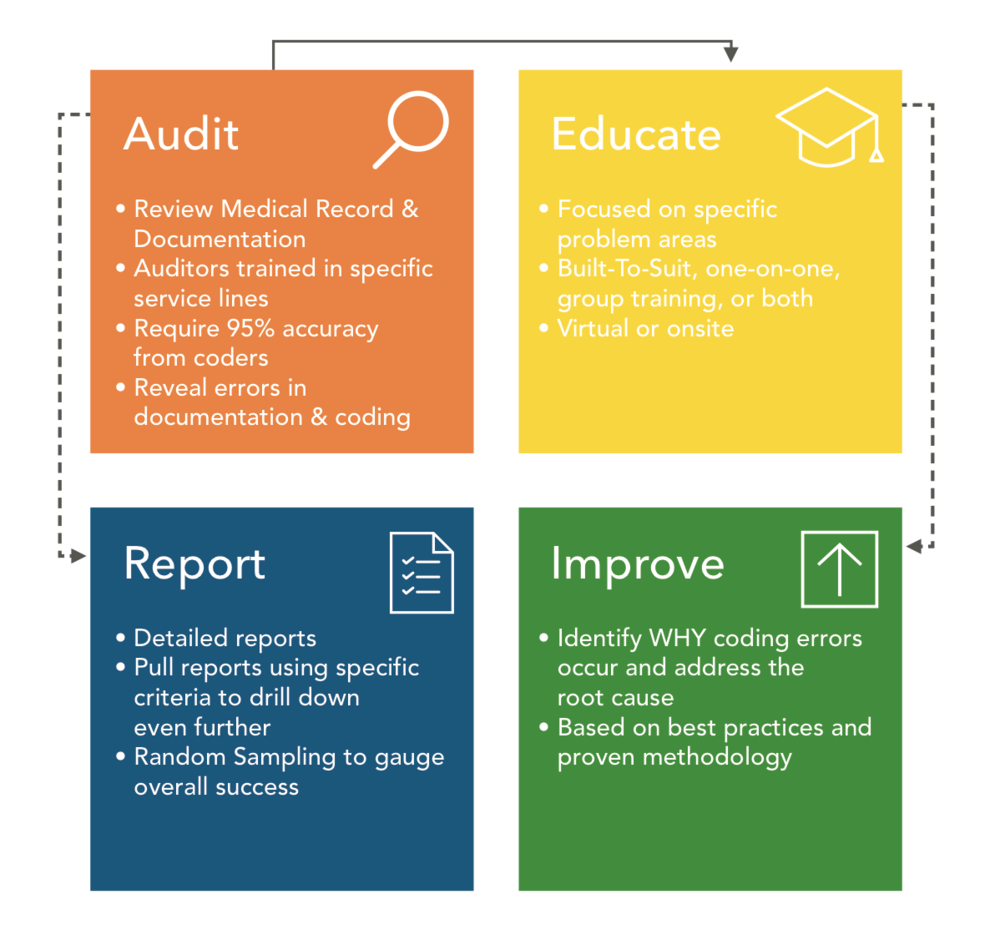 Audit
• Review Medical Record &
Documentation
• Auditors trained in specific
service lines
• Require 95% accuracy
from coders
• Reveal errors in
documentation & coding
Educate
• Focused on specific
problem areas
• Built-To-Suit, one-on-one,
group training, or both
• Virtual or onsite
Report
• Detailed reports
• Pull reports using specific
criteria to drill down
even further
• Random Sampling to gauge
overall success
Improve
• Identify WHY coding errors
occur and address the
root cause
• Based on best practices and
proven methodology